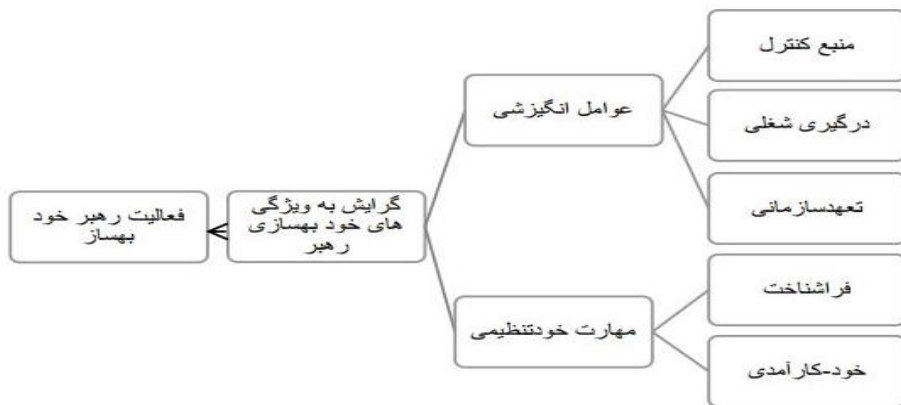 منبع کنترل
درگیری شغلی
تعهدسازمانی
فراشناخت
خود-کارآمدی
عوامل انگیزشی
مهارت خودتنظیمی
گرایش به ویژگی
های خود بهسازی
رهبر
فعالیت رهبر خود
بهساز